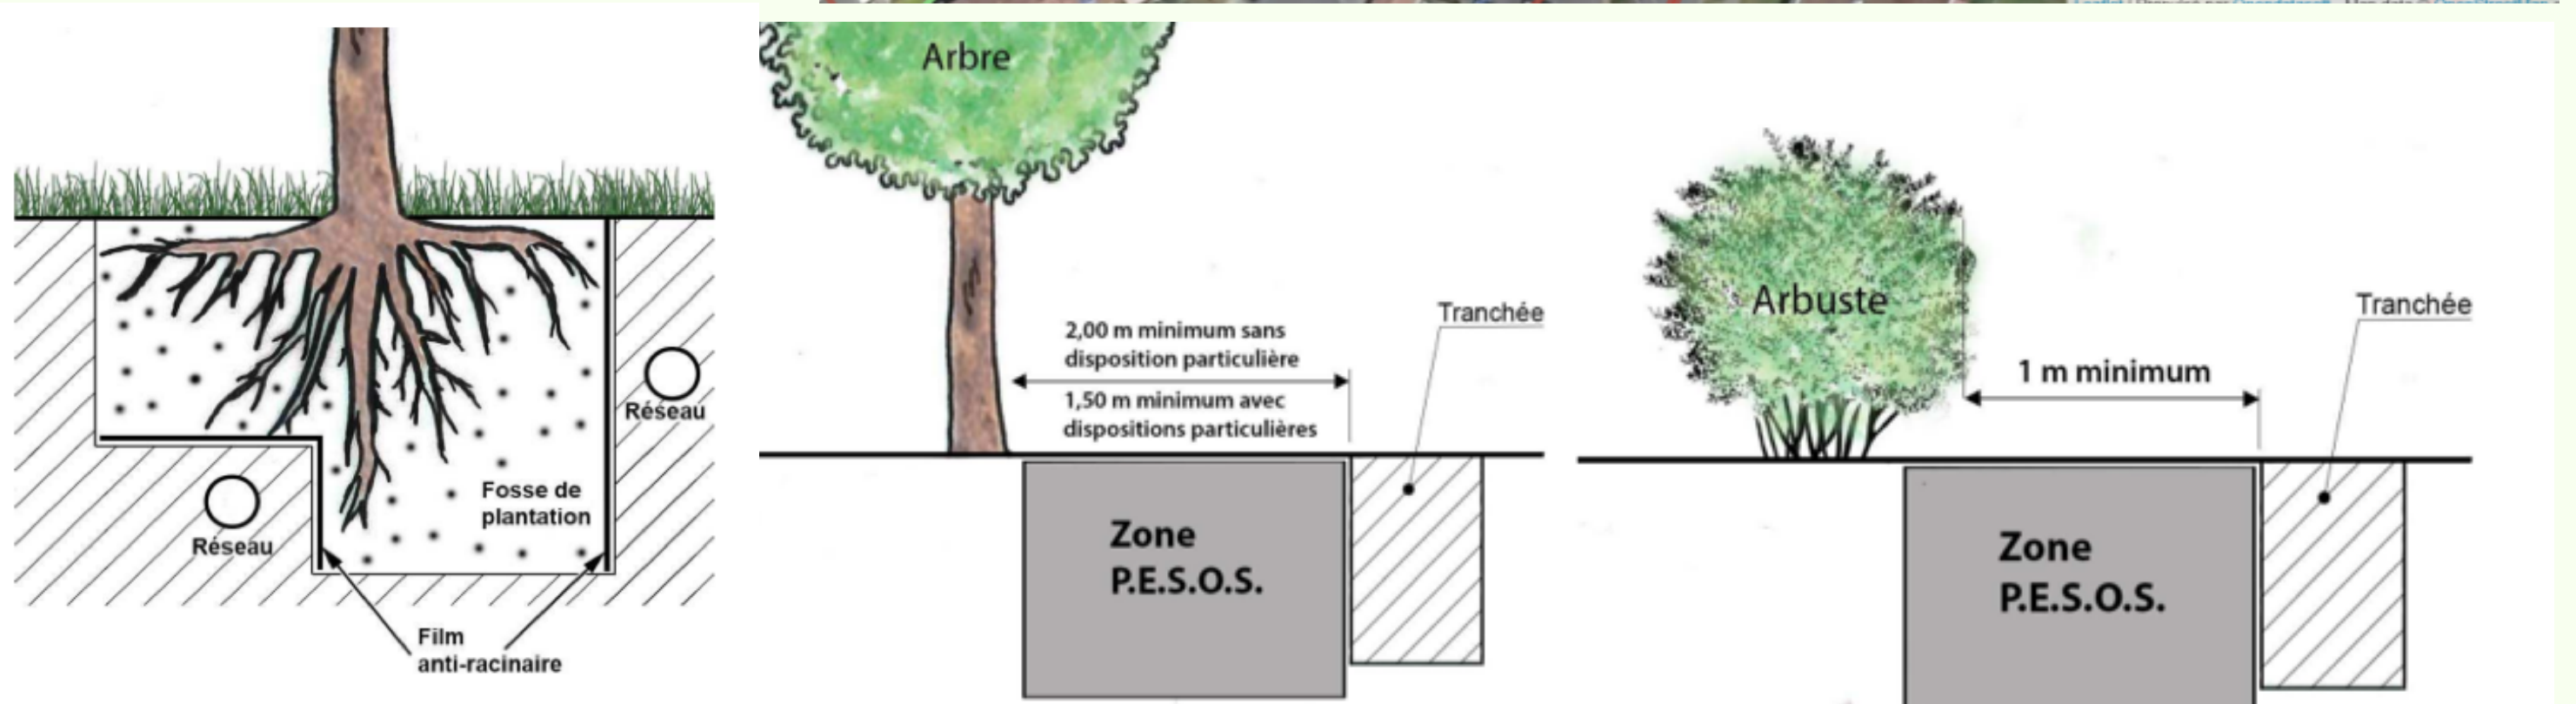 Réseau
Réseau
Fosse de
plantation
Film
anti-racinaire
Arbre
2,00 m minimum sans
disposition particulière
1,50 m minimum avec
dispositions particulières
Tranchée
Zone
P.E.S.O.S.
Arbuste
1 m minimum
Tranchée
Zone
P.E.S.O.S.